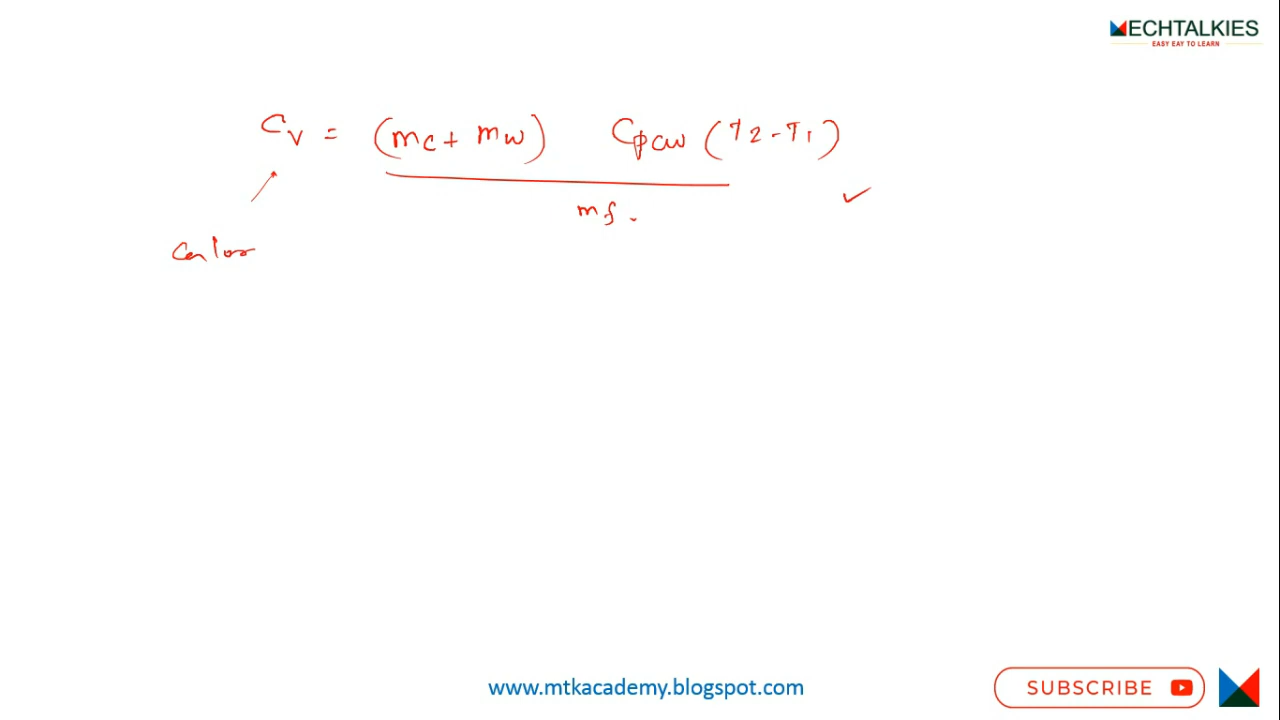 MECHTALKIES
EASY EAY TO LEARN
Cv = (mc + mw) Cpcw (T2 - T1)
mf.
Calor
www.mtkacademy.blogspot.com
SUBSCRIBE